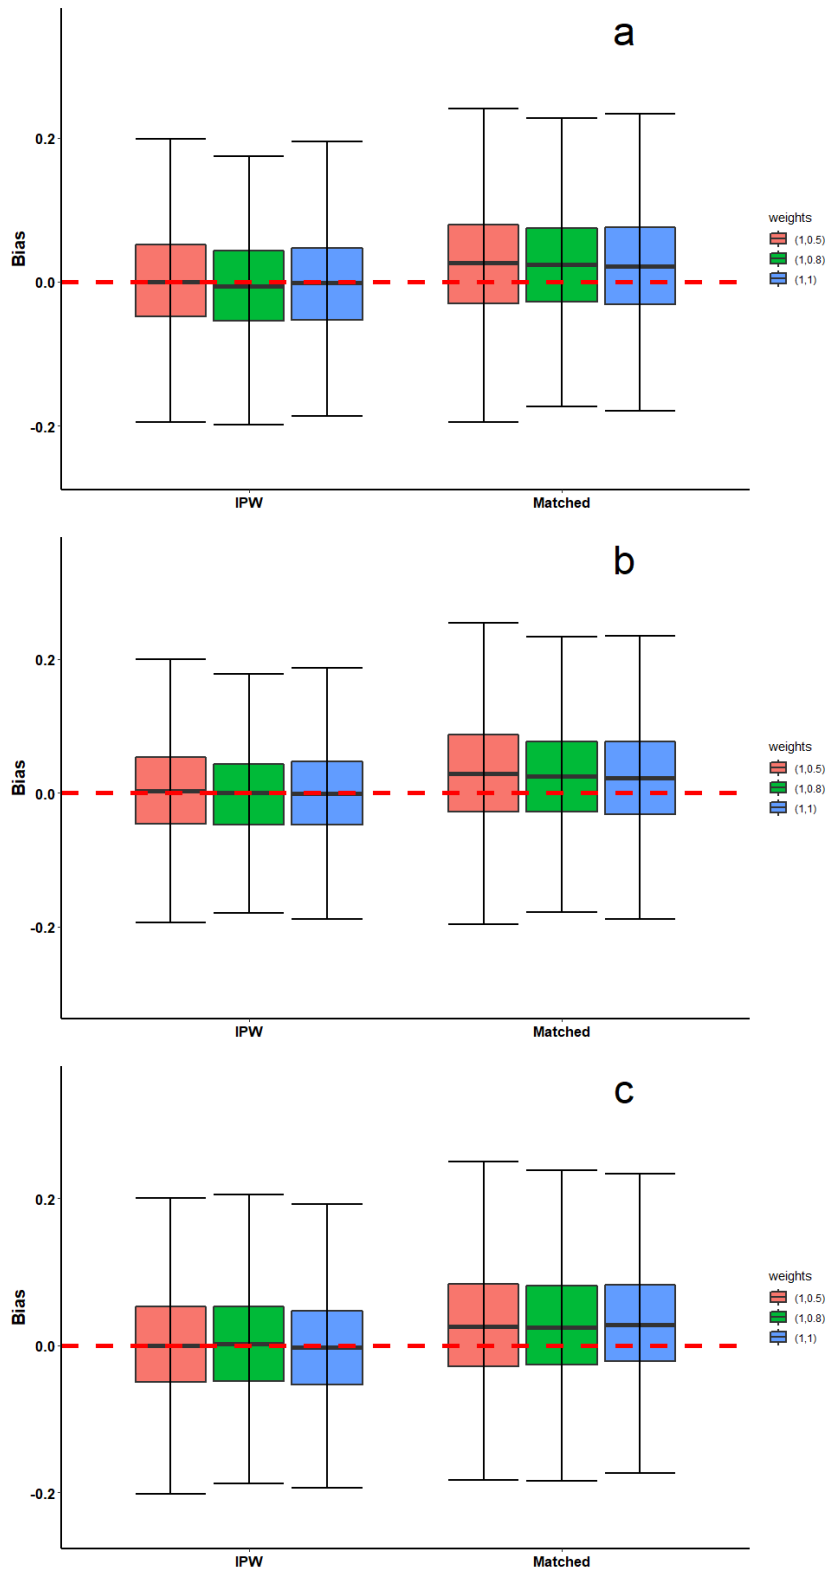 a
0.2
0.0
-0.2
Bias
IPW
Matched
weights
(1,0.5)
(1,0.8)
(1,1)
b
0.2
0.0
-0.2
Bias
IPW
Matched
weights
(1,0.5)
(1,0.8)
(1,1)
c
0.2
0.0
-0.2
Bias
IPW
Matched
weights
(1,0.5)
(1,0.8)
(1,1)